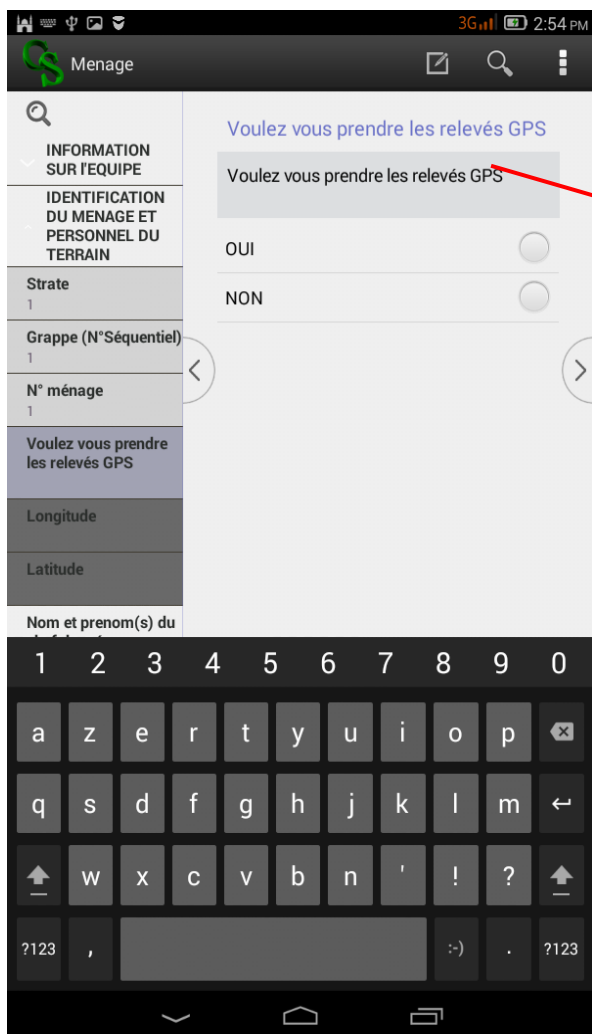 3G 2:54 PM
CS Menage
INFORMATION
SUR l'EQUIPE
IDENTIFICATION
DU MENAGE ET
PERSONNEL DU
TERRAIN
Strate
1
Grappe (N°Séquentiel)
1
N° ménage
1
Voulez vous prendre
les relevés GPS
Longitude
Latitude
Nom et prenom(s) du
Voulez vous prendre les relevés GPS
Voulez vous prendre les relevés GPS
OUI
NON
1 2 3 4 5 6 7 8 9 0
a z e r t y u i o p
q s d f g h j k l m
w x c v b n ' ! ?
?123 , :-) . ?123